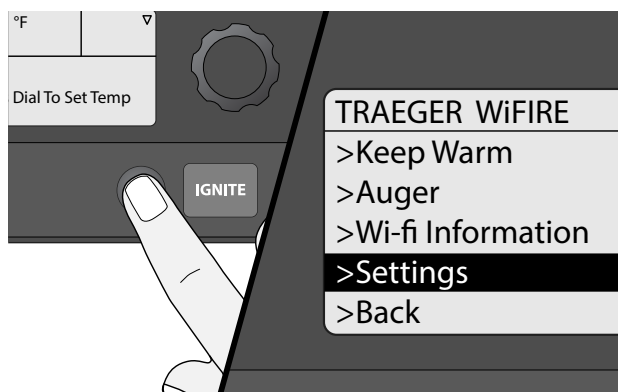 °F
Dial To Set Temp
IGNITE
TRAEGER WiFIRE
>Keep Warm
>Auger
>Wi-fi Information
>Settings
>Back